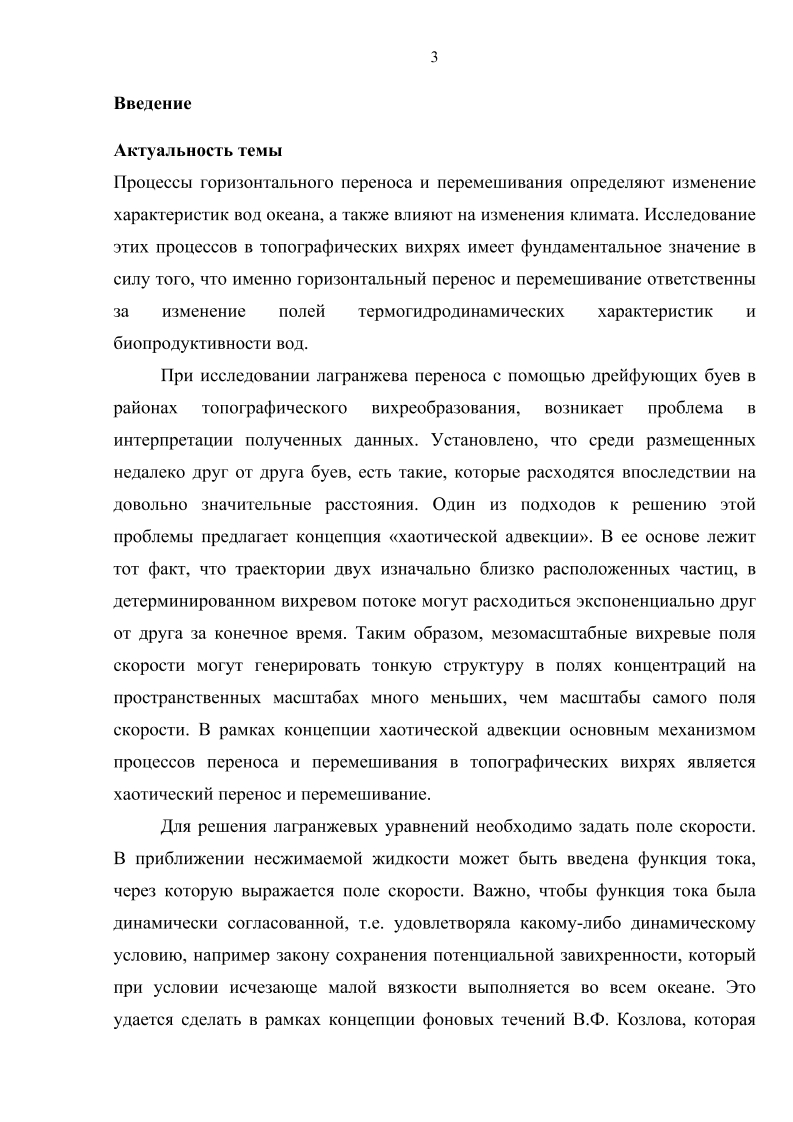 3
Введение
Актуальность темы
Процессы горизонтального переноса и перемешивания определяют изменение
характеристик вод океана, а также влияют на изменения климата. Исследование
этих процессов в топографических вихрях имеет фундаментальное значение в
силу того, что именно горизонтальный перенос и перемешивание ответственны
за изменение полей термогидродинамических характеристик и
биопродуктивности вод.
При исследовании лагранжева переноса с помощью дрейфующих буев в
районах топографического вихреобразования, возникает проблема в
интерпретации полученных данных. Установлено, что среди размещенных
недалеко друг от друга буев, есть такие, которые расходятся впоследствии на
довольно значительные расстояния. Один из подходов к решению этой
проблемы предлагает концепция «хаотической адвекции». В ее основе лежит
тот факт, что траектории двух изначально близко расположенных частиц, в
детерминированном вихревом потоке могут расходиться экспоненциально друг
от друга за конечное время. Таким образом, мезомасштабные вихревые поля
скорости могут генерировать тонкую структуру в полях концентраций на
пространственных масштабах много меньших, чем масштабы самого поля
скорости. В рамках концепции хаотической адвекции основным механизмом
процессов переноса и перемешивания в топографических вихрях является
хаотический перенос и перемешивание.
Для решения лагранжевых уравнений необходимо задать поле скорости.
В приближении несжимаемой жидкости может быть введена функция тока,
через которую выражается поле скорости. Важно, чтобы функция тока была
динамически согласованной, т.е. удовлетворяла какому-либо динамическому
условию, например закону сохранения потенциальной завихренности, который
при условии исчезающе малой вязкости выполняется во всем океане. Это
удается сделать в рамках концепции фоновых течений В.Ф. Козлова, которая